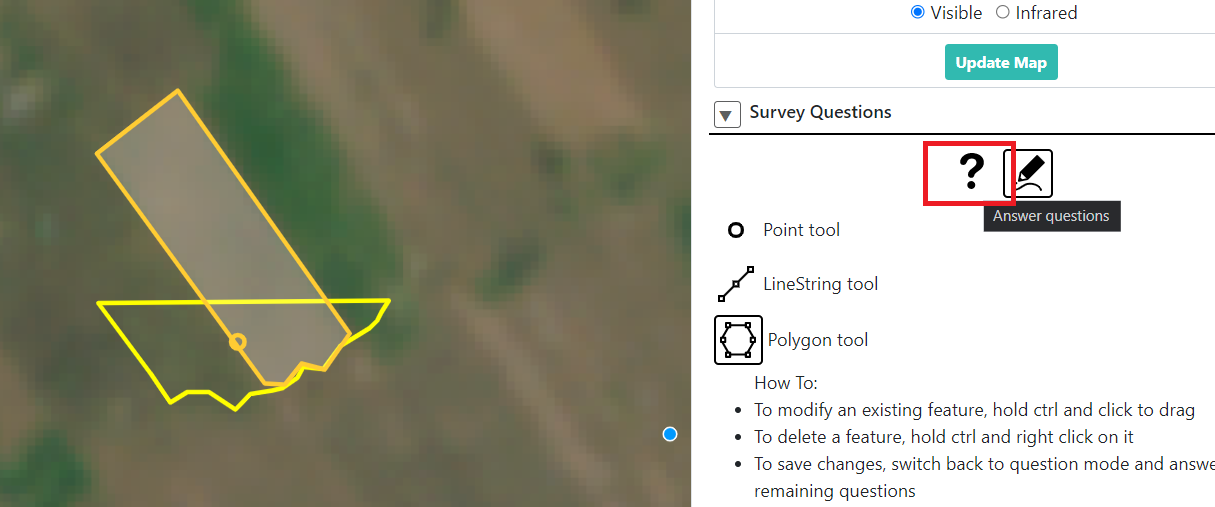 Visible Infrared
Update Map
▼ Survey Questions
?
Answer questions
Point tool
LineString tool
Polygon tool
How To:
• To modify an existing feature, hold ctrl and click to drag
• To delete a feature, hold ctrl and right click on it
• To save changes, switch back to question mode and answe
remaining questions